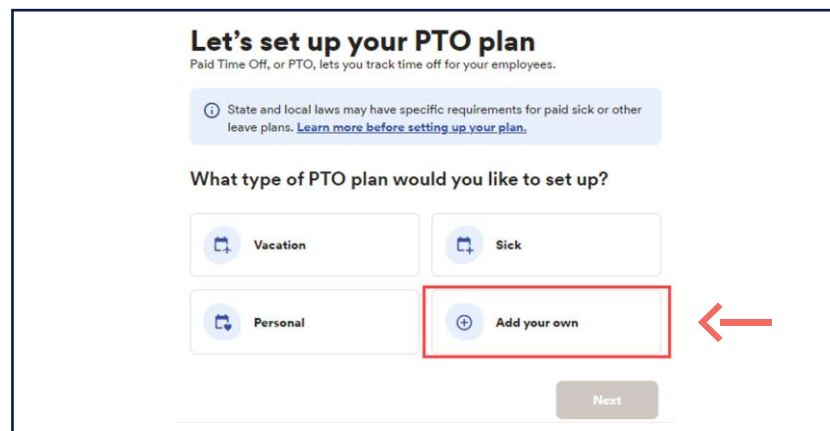 Let's set up your PTO plan
Paid Time Off, or PTO, lets you track time off for your employees.
State and local laws may have specific requirements for paid sick or other
leave plans. Learn more before setting up your plan.
What type of PTO plan would you like to set up?
Vacation
Sick
Personal
Add your own
Next